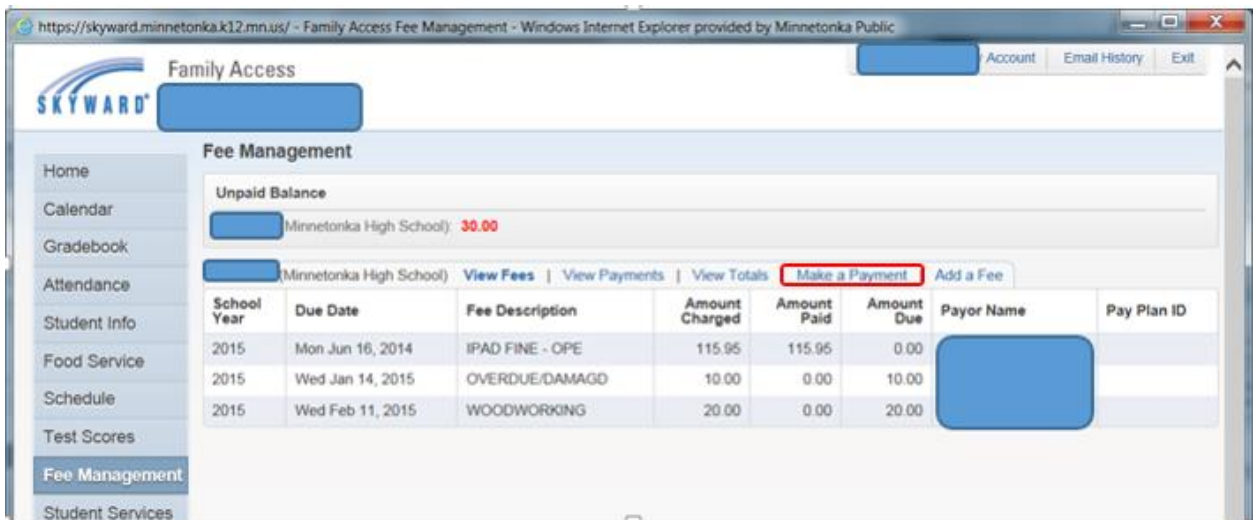 https://skyward.minnetonka.k12.mn.us/ - Family Access Fee Management - Windows Internet Explorer provided by Minnetonka Public
Account Email History Exit
Family Access
SKYWARD
Home
Calendar
Gradebook
Attendance
Student Info
Food Service
Schedule
Test Scores
Fee Management
Student Services
Fee Management
Unpaid Balance
Minnetonka High School): 30.00
(Minnetonka High School) View Fees | View Payments | View Totals | Make a Payment | Add a Fee
School Year Due Date Fee Description Amount Charged Amount Paid Amount Due Payor Name Pay Plan ID
2015 Mon Jun 16, 2014 IPAD FINE - OPE 115.95 115.95 0.00
2015 Wed Jan 14, 2015 OVERDUE/DAMAGD 10.00 0.00 10.00
2015 Wed Feb 11, 2015 WOODWORKING 20.00 0.00 20.00